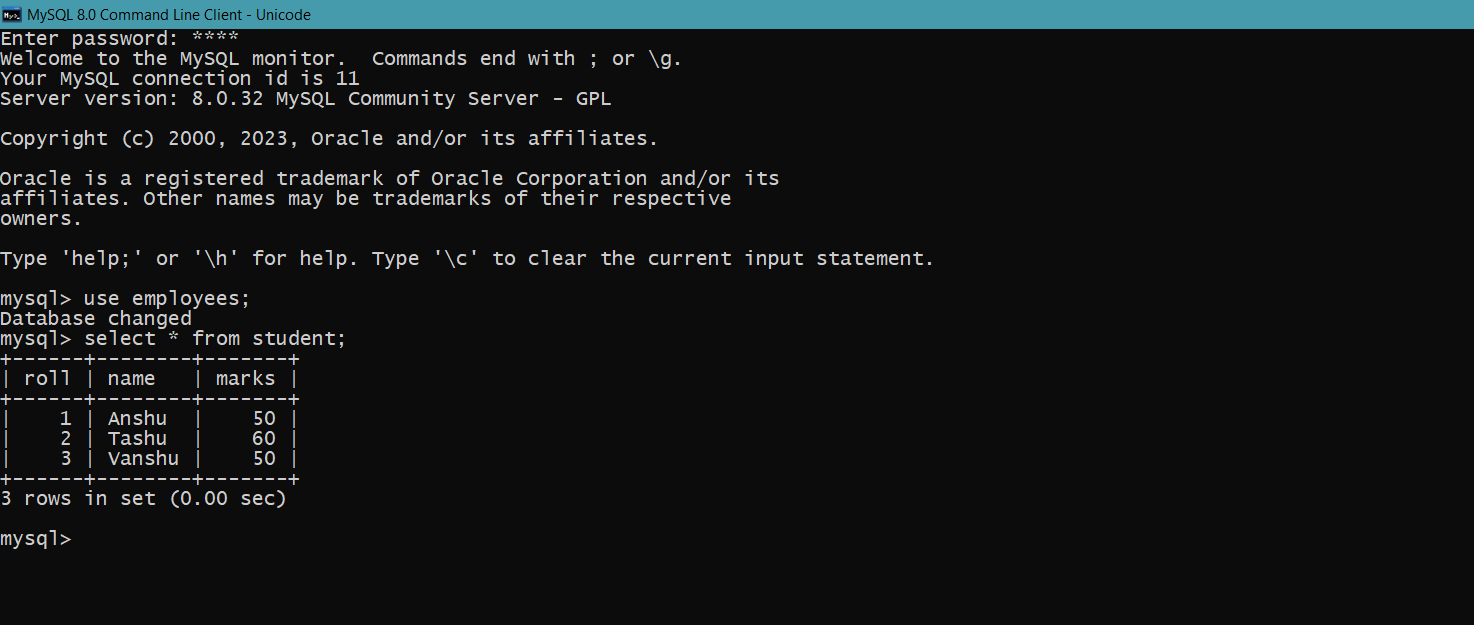 MySQL 8.0 Command Line Client - Unicode
Enter password: ****
Welcome to the MySQL monitor.  Commands end with ; or \g.
Your MySQL connection id is 11
Server version: 8.0.32 MySQL Community Server - GPL

Copyright (c) 2000, 2023, Oracle and/or its affiliates.

Oracle is a registered trademark of Oracle Corporation and/or its
affiliates. Other names may be trademarks of their respective
owners.

Type 'help;' or '\h' for help. Type '\c' to clear the current input statement.

mysql> use employees;
Database changed
mysql> select * from student;
+------+--------+-------+
| roll | name   | marks |
+------+--------+-------+
|    1 | Anshu  |    50 |
|    2 | Tashu  |    60 |
|    3 | Vanshu |    50 |
+------+--------+-------+
3 rows in set (0.00 sec)

mysql>